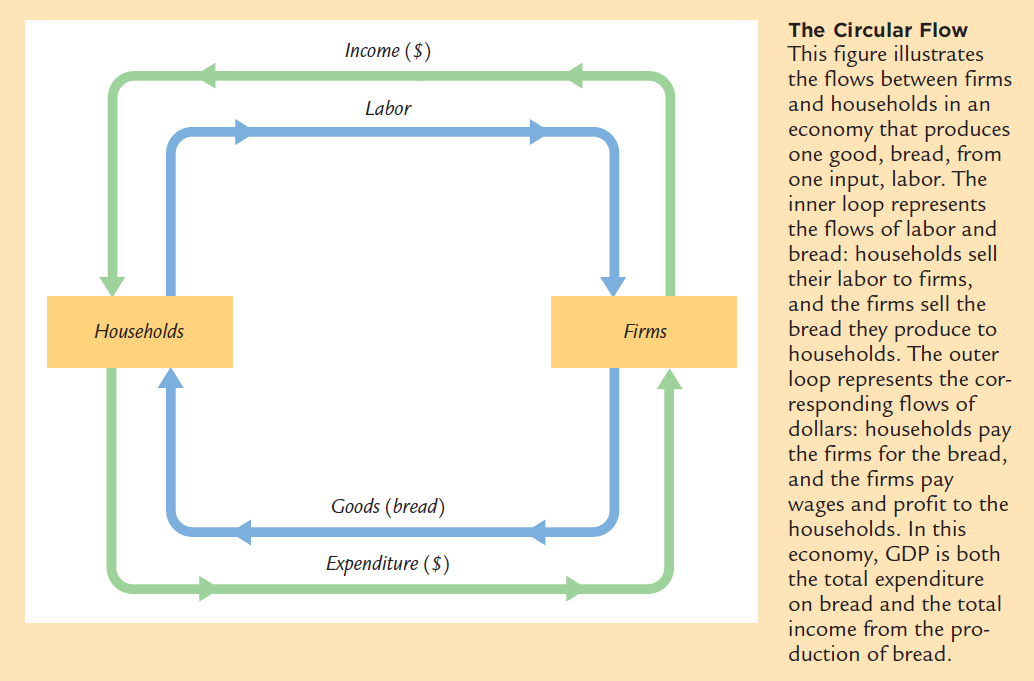 Income ($)
Labor
Households
Firms
Goods (bread)
Expenditure ($)
The Circular Flow
This figure illustrates
the flows between firms
and households in an
economy that produces
one good, bread, from
one input, labor. The
inner loop represents
the flows of labor and
bread: households sell
their labor to firms,
and the firms sell the
bread they produce to
households. The outer
loop represents the cor-
responding flows of
dollars: households pay
the firms for the bread,
and the firms pay
wages and profit to the
households. In this
economy, GDP is both
the total expenditure
on bread and the total
income from the pro-
duction of bread.